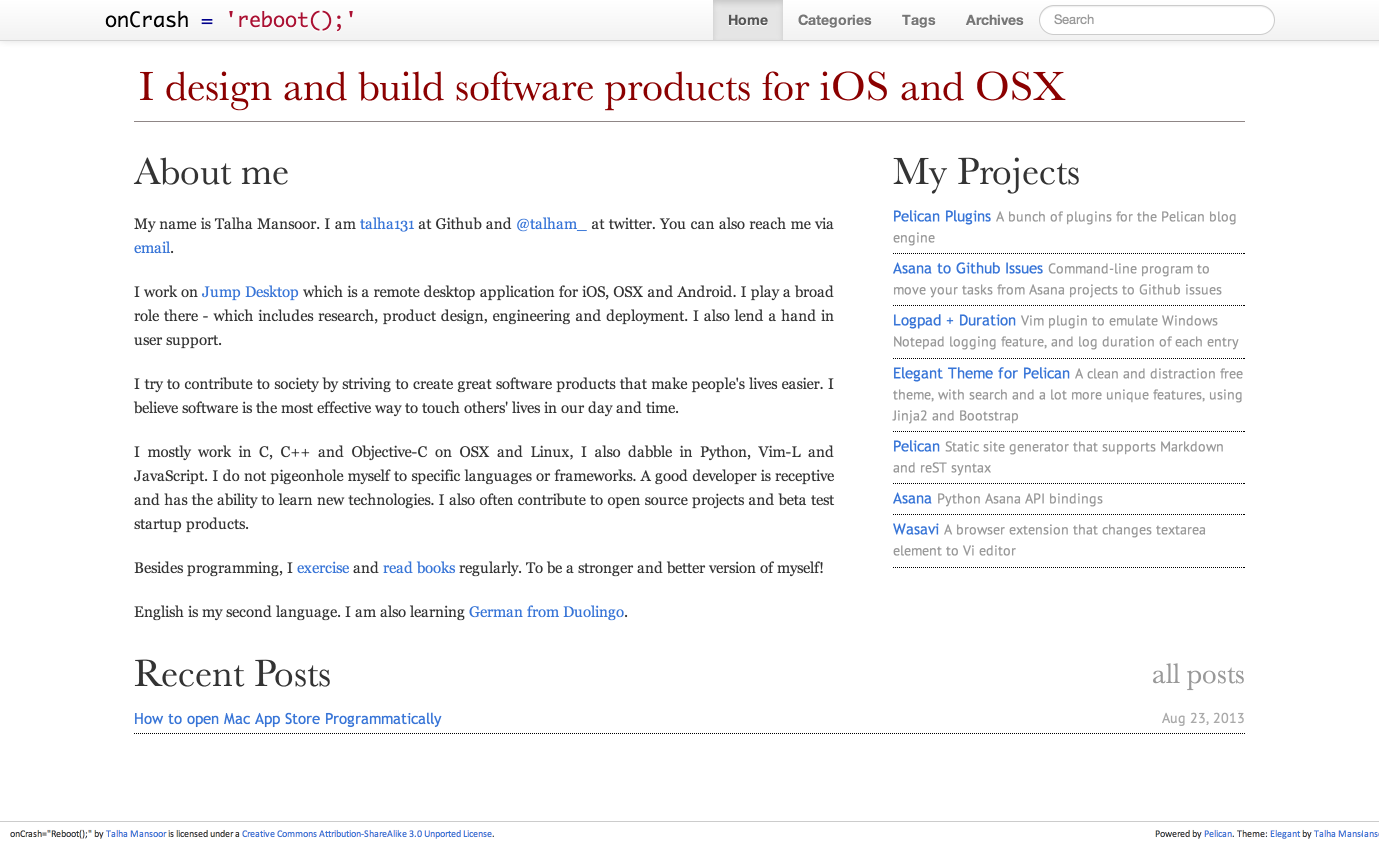 onCrash = 'reboot();'
Home Categories Tags Archives Search
I design and build software products for iOS and OSX
About me
My name is Talha Mansoor. I am talha131 at Github and @talham_ at twitter. You can also reach me via
email.
I work on Jump Desktop which is a remote desktop application for iOS, OSX and Android. I play a broad
role there - which includes research, product design, engineering and deployment. I also lend a hand in
user support.
I try to contribute to society by striving to create great software products that make people's lives easier. I
believe software is the most effective way to touch others' lives in our day and time.
I mostly work in C, C++ and Objective-C on OSX and Linux, I also dabble in Python, Vim-L and
JavaScript. I do not pigeonhole myself to specific languages or frameworks. A good developer is receptive
and has the ability to learn new technologies. I also often contribute to open source projects and beta test
startup products.
Besides programming, I exercise and read books regularly. To be a stronger and better version of myself!
English is my second language. I am also learning German from Duolingo.
My Projects
Pelican Plugins A bunch of plugins for the Pelican blog
engine
Asana to Github Issues Command-line program to
move your tasks from Asana projects to Github issues
Logpad + Duration Vim plugin to emulate Windows
Notepad logging feature, and log duration of each entry
Elegant Theme for Pelican A clean and distraction free
theme, with search and a lot more unique features, using
Jinja2 and Bootstrap
Pelican Static site generator that supports Markdown
and reST syntax
Asana Python Asana API bindings
Wasavi A browser extension that changes textarea
element to Vi editor
Recent Posts
all posts
How to open Mac App Store Programmatically
Aug 23, 2013
onCrash="Reboot();" by Talha Mansoor is licensed under a Creative Commons Attribution-ShareAlike 3.0 Unported License.
Powered by Pelican. Theme: Elegant by Talha